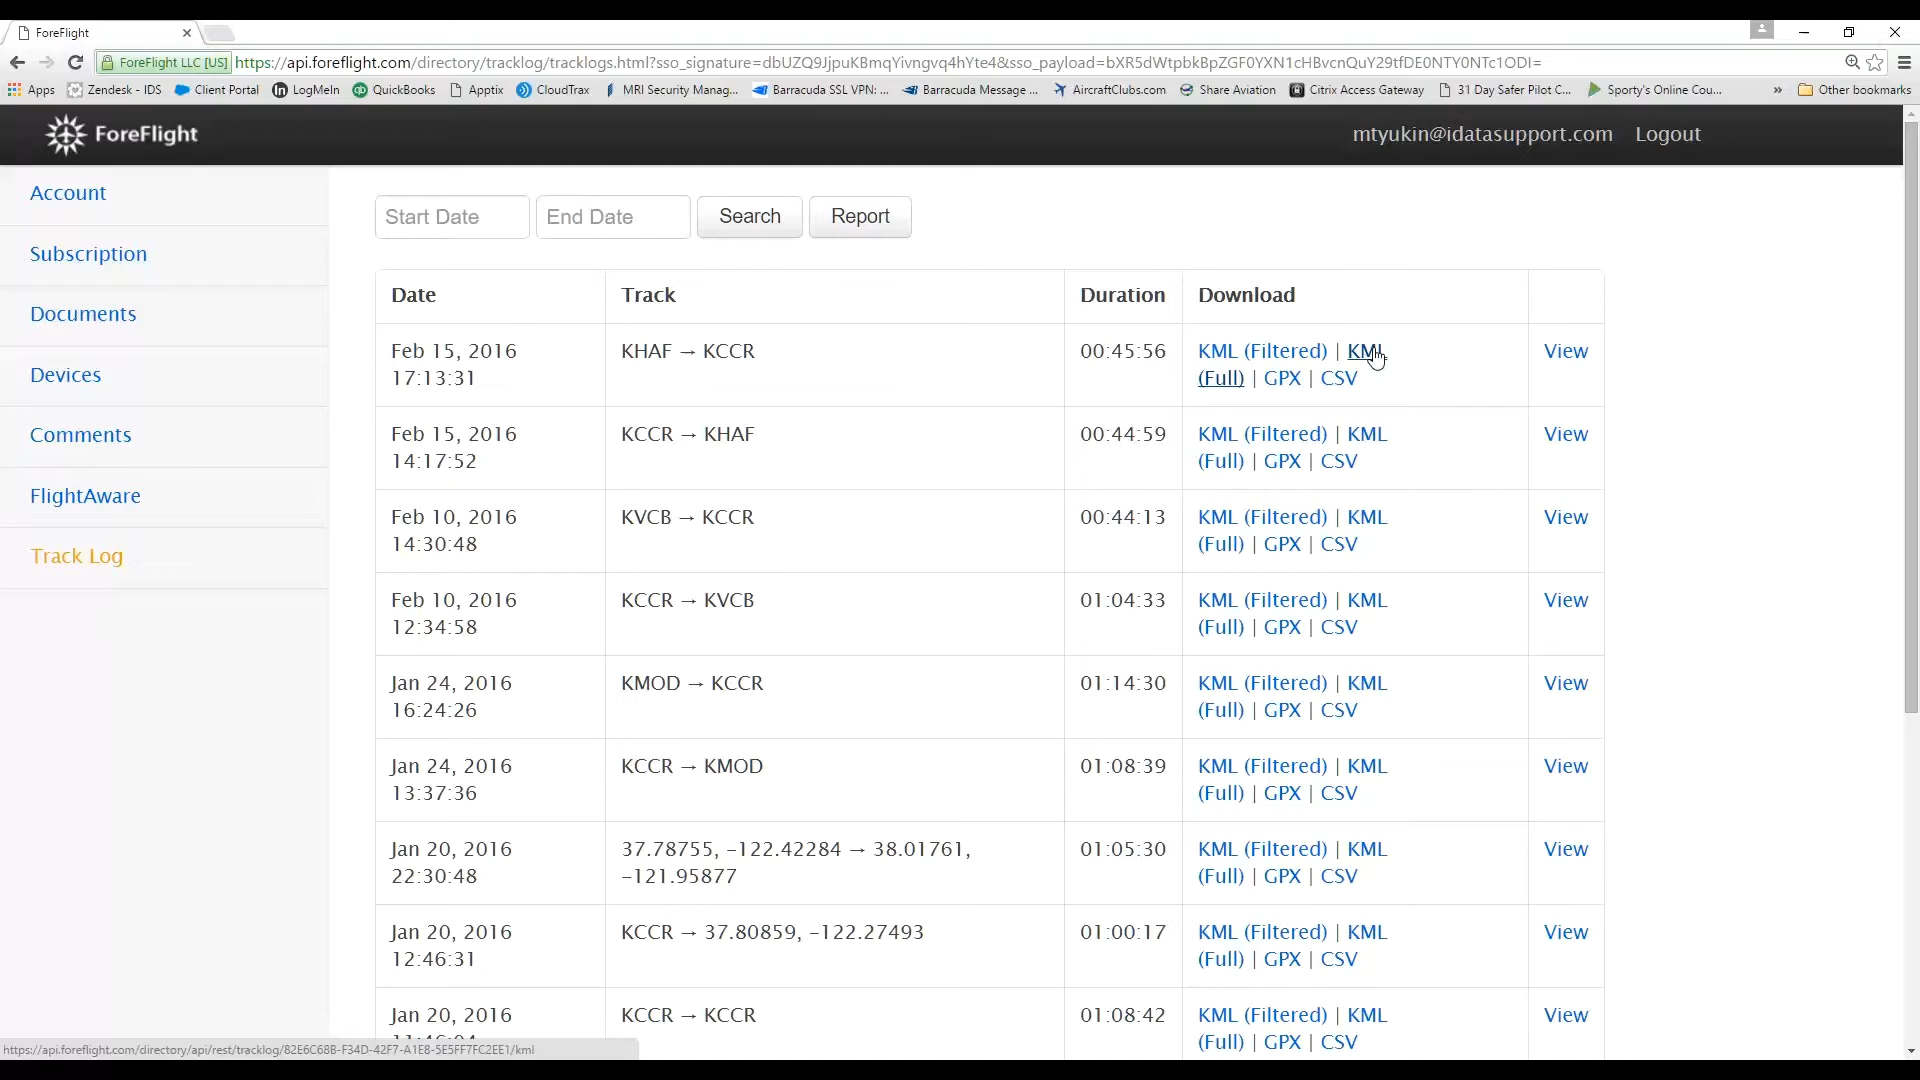 ForeFlight
ForeFlight LLC [US] https://api.foreflight.com/directory/tracklog/tracklogs.html?sso_signature=dbUZQ9JjpuKBmqYivngvq4hYte4&sso_payload=bXR5dWtpbkBpZGF0YXN1cHBvcnQuY29tfDE0NTY0NTc1ODI=
Apps Zendesk - IDS Client Portal LogMeIn QuickBooks Apptix CloudTrax MRI Security Manag... Barracuda SSL VPN: ... Barracuda Message ... AircraftClubs.com Share Aviation Citrix Access Gateway 31 Day Safer Pilot C... Sporty's Online Cou... » Other bookmarks
ForeFlight mtyukin@idatasupport.com Logout
Account
Subscription
Documents
Devices
Comments
FlightAware
Track Log
Start Date End Date Search Report
Date Track Duration Download
Feb 15, 2016 KHAF → KCCR 00:45:56 KML (Filtered) | KML View
17:13:31 (Full) | GPX | CSV
Feb 15, 2016 KCCR → KHAF 00:44:59 KML (Filtered) | KML View
14:17:52 (Full) | GPX | CSV
Feb 10, 2016 KVCB → KCCR 00:44:13 KML (Filtered) | KML View
14:30:48 (Full) | GPX | CSV
Feb 10, 2016 KCCR → KVCB 01:04:33 KML (Filtered) | KML View
12:34:58 (Full) | GPX | CSV
Jan 24, 2016 KMOD → KCCR 01:14:30 KML (Filtered) | KML View
16:24:26 (Full) | GPX | CSV
Jan 24, 2016 KCCR → KMOD 01:08:39 KML (Filtered) | KML View
13:37:36 (Full) | GPX | CSV
Jan 20, 2016 37.78755, -122.42284 → 38.01761, 01:05:30 KML (Filtered) | KML View
22:30:48 -121.95877 (Full) | GPX | CSV
Jan 20, 2016 KCCR → 37.80859, -122.27493 01:00:17 KML (Filtered) | KML View
12:46:31 (Full) | GPX | CSV
Jan 20, 2016 KCCR → KCCR 01:08:42 KML (Filtered) | KML View
(Full) | GPX | CSV
https://api.foreflight.com/directory/api/rest/tracklog/82E6C68B-F34D-42F7-A1E8-5E5FF7FC2EE1/kml